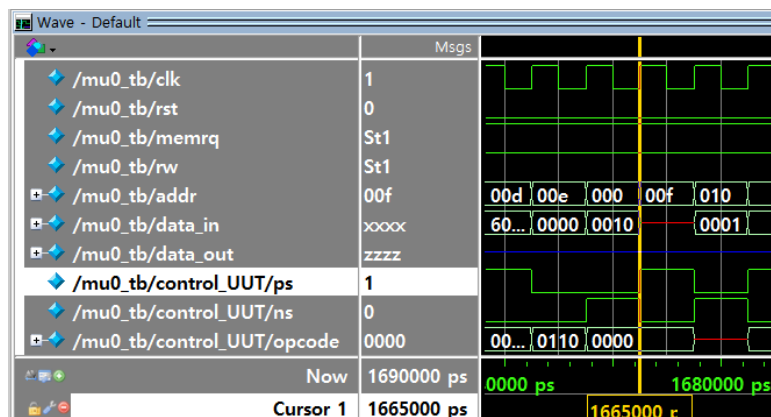 Wave - Default
Msgs
/mu0_tb/clk 1
/mu0_tb/rst 0
/mu0_tb/memrq St1
/mu0_tb/rw St1
/mu0_tb/addr 00f 00d 00e 000 00f 010
/mu0_tb/data_in xxxx 60... 0000 0010 0001
/mu0_tb/data_out zzzz
/mu0_tb/control_UUT/ps 1
/mu0_tb/control_UUT/ns 0
/mu0_tb/control_UUT/opcode 0000 00... 0110 0000
Now 1690000 ps 0000 ps 1680000 ps
Cursor 1 1665000 ps 1665000